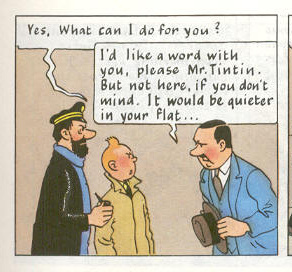 Yes, What can I do for you ?
I'd like a word with
you, please Mr. Tintin.
But not here, if you don't
mind. It would be quieter
in your flat...